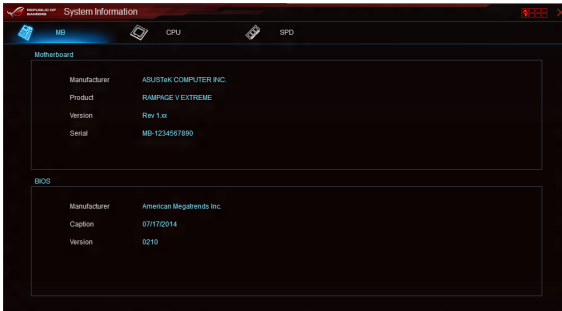 REPUBLIC OF GAMERS System Information
MB CPU SPD
Motherboard
Manufacturer ASUSTeK COMPUTER INC.
Product RAMPAGE V EXTREME
Version Rev 1.xx
Serial MB-1234567890
BIOS
Manufacturer American Megatrends Inc.
Caption 07/17/2014
Version 0210